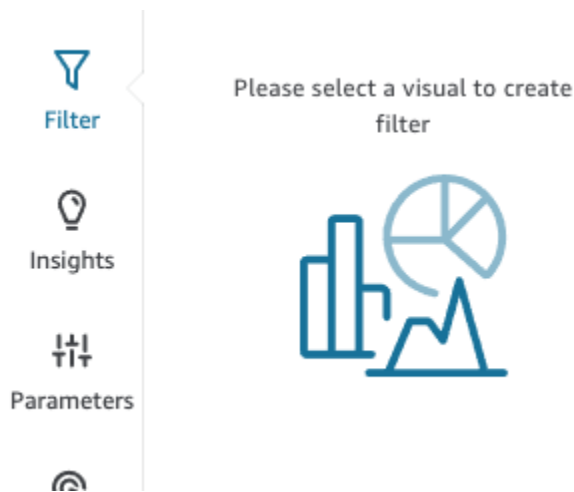 Filter
Insights
Parameters
Please select a visual to create
filter